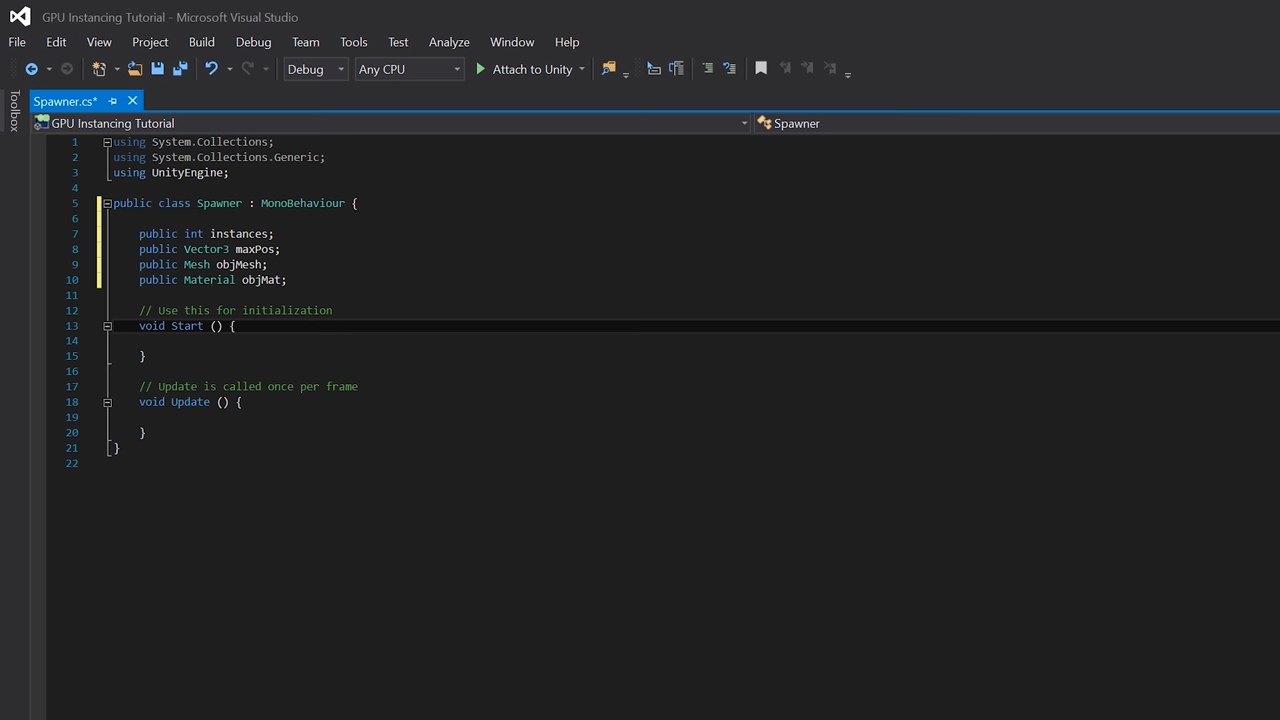 GPU Instancing Tutorial - Microsoft Visual Studio
File Edit View Project Build Debug Team Tools Test Analyze Window Help
Debug Any CPU Attach to Unity
Toolbox
Spawner.cs*
GPU Instancing Tutorial Spawner
1 using System.Collections;
2 using System.Collections.Generic;
3 using UnityEngine;
4
5 public class Spawner : MonoBehaviour {
6
7 public int instances;
8 public Vector3 maxPos;
9 public Mesh objMesh;
10 public Material objMat;
11
12 // Use this for initialization
13 void Start () {
14
15 }
16
17 // Update is called once per frame
18 void Update () {
19
20 }
21 }
22